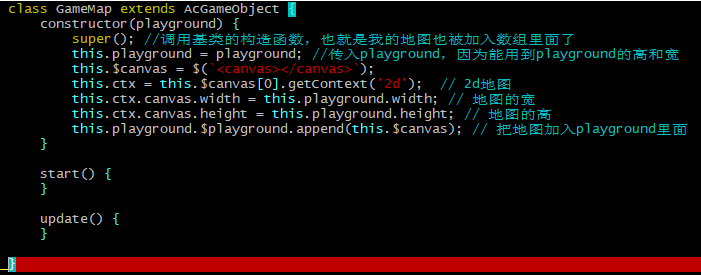 class GameMap extends AcGameObject {
    constructor(playground) {
        super(); //调用基类的构造函数，也就是我的地图也被加入数组里面了
        this.playground = playground; //传入playground，因为能用到playground的高和宽
        this.$canvas = $(`<canvas></canvas>`);
        this.ctx = this.$canvas[0].getContext('2d');  // 2d地图
        this.ctx.canvas.width = this.playground.width; // 地图的宽
        this.ctx.canvas.height = this.playground.height; // 地图的高
        this.playground.$playground.append(this.$canvas); // 把地图加入playground里面
    }

    start() {
    }

    update() {
    }

}